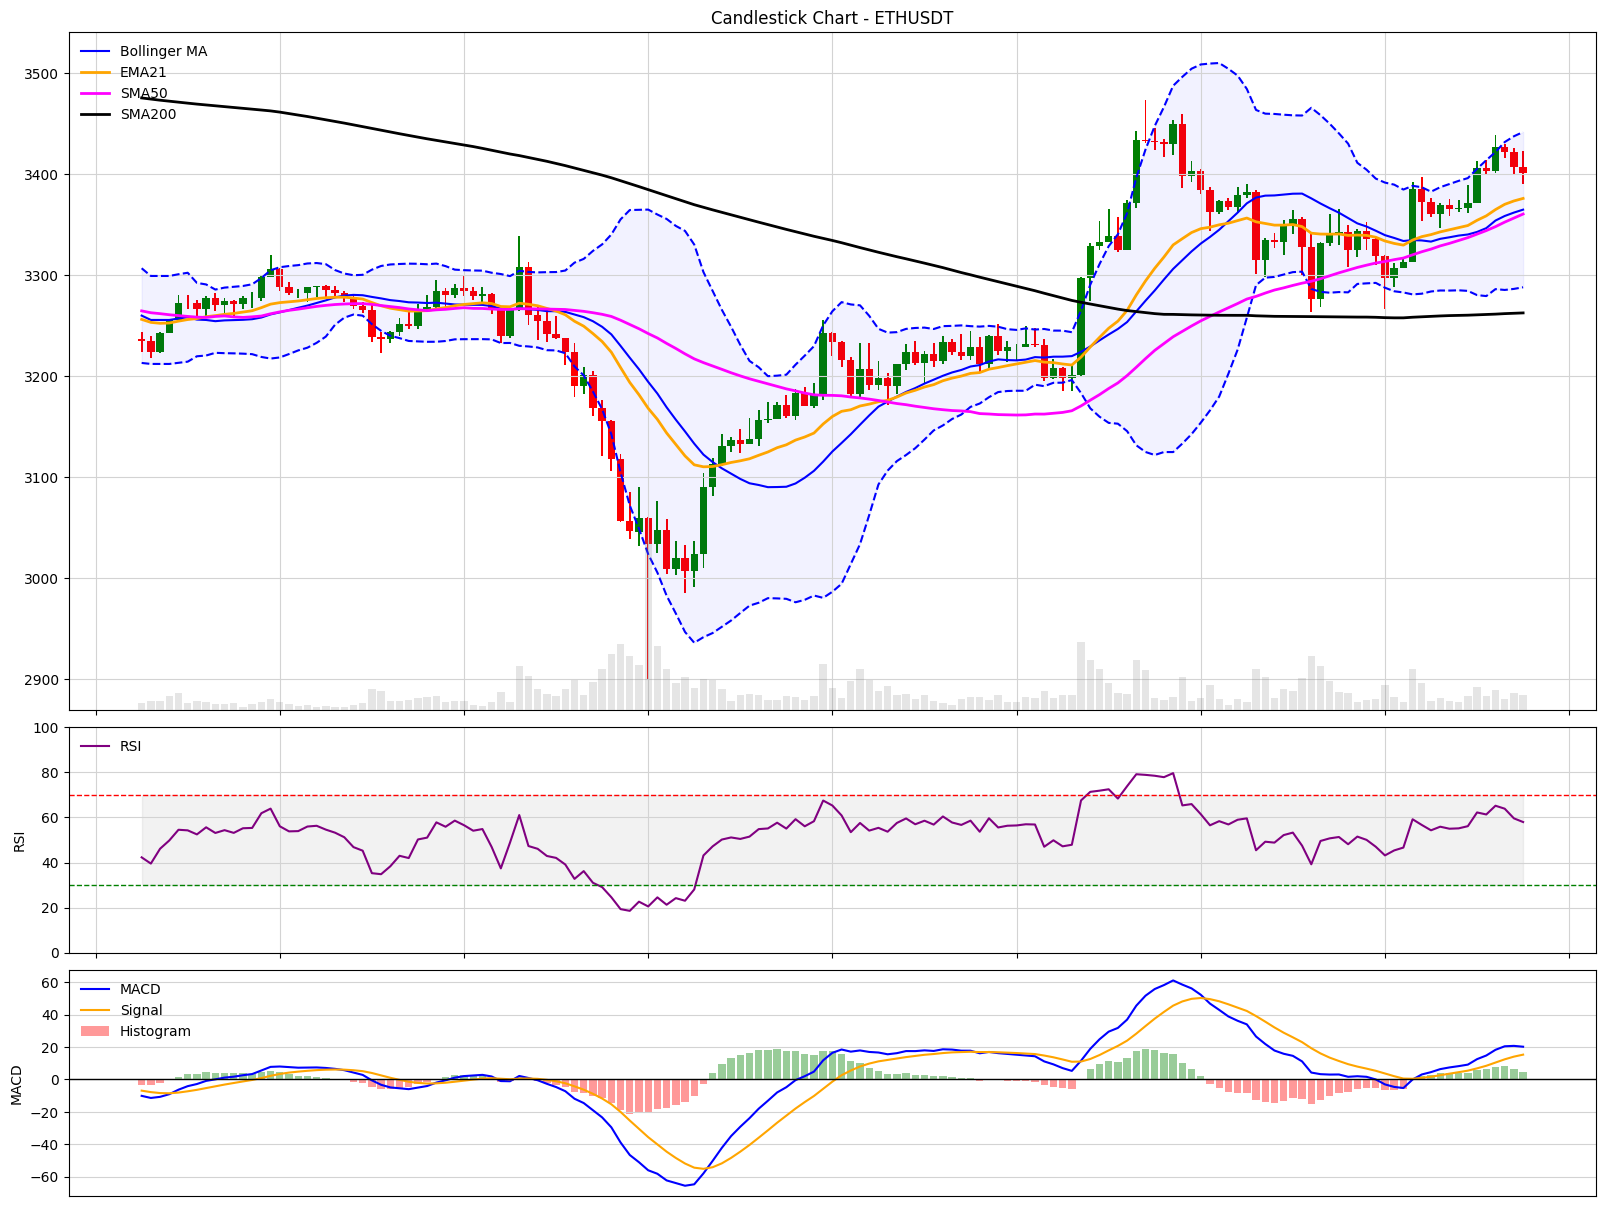 Candlestick Chart - ETHUSDT
Bollinger MA
EMA21
SMA50
SMA200
3500
3400
3300
3200
3100
3000
2900
RSI
100
80
60
40
20
0
RSI
MACD
Signal
Histogram
60
40
20
0
−20
−40
−60
MACD